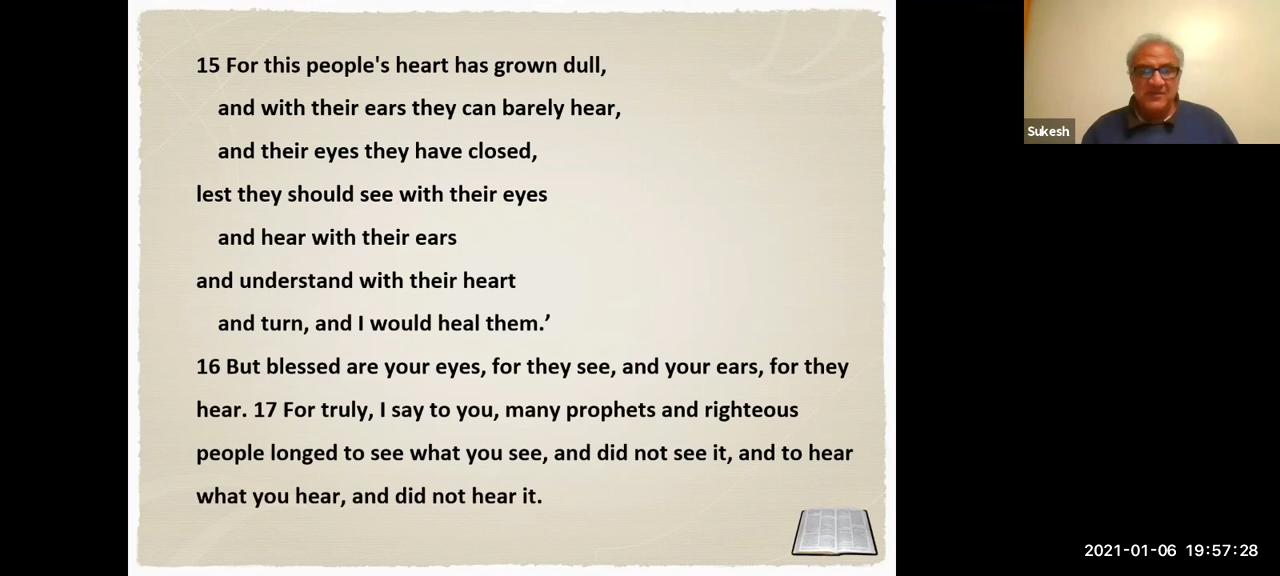 15 For this people's heart has grown dull,
and with their ears they can barely hear,
and their eyes they have closed,
lest they should see with their eyes
and hear with their ears
and understand with their heart
and turn, and I would heal them.’
16 But blessed are your eyes, for they see, and your ears, for they
hear. 17 For truly, I say to you, many prophets and righteous
people longed to see what you see, and did not see it, and to hear
what you hear, and did not hear it.
Sukesh
2021-01-06 19:57:28